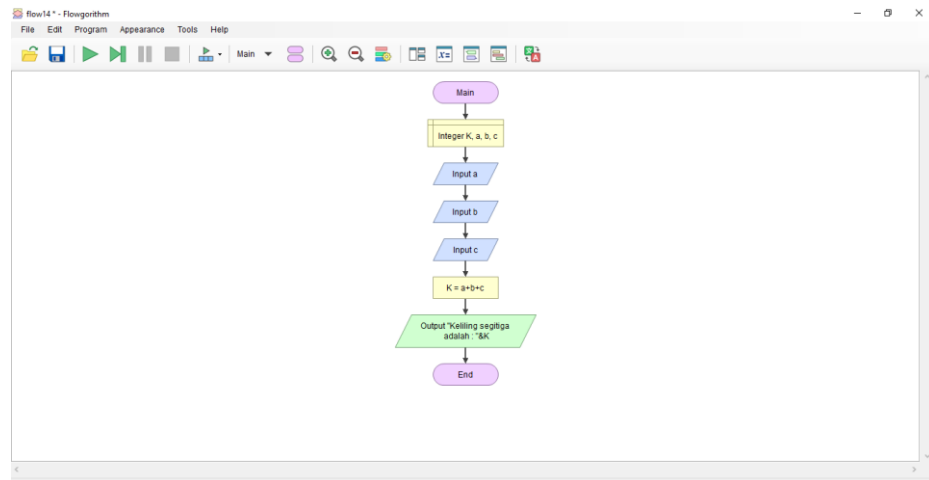 flow14 * - Flowgorithm
File Edit Program Appearance Tools Help
Main
x=
Main
Integer K, a, b, c
Input a
Input b
Input c
K = a+b+c
Output "Keliling segitiga
adalah : "&K
End